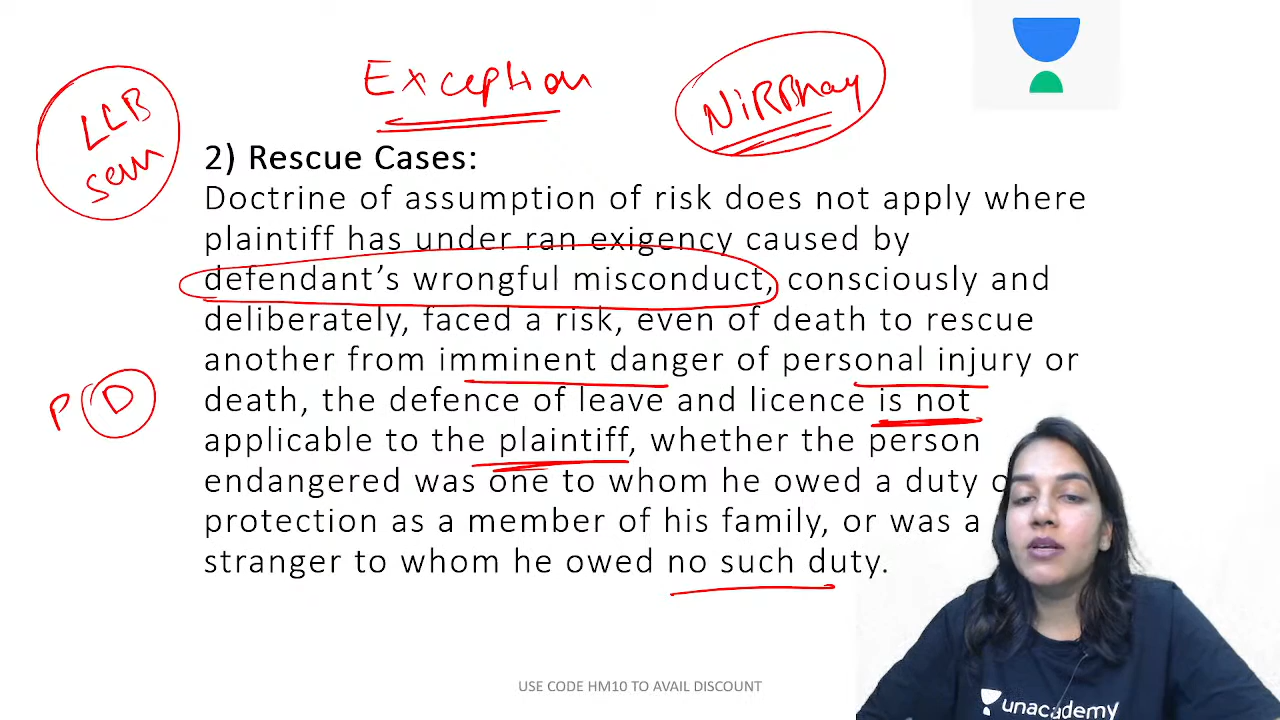 Exception
NiRBhay
LLB
sem
2) Rescue Cases:
Doctrine of assumption of risk does not apply where
plaintiff has under ran exigency caused by
defendant’s wrongful misconduct, consciously and
deliberately, faced a risk, even of death to rescue
another from imminent danger of personal injury or
death, the defence of leave and licence is not
P D
applicable to the plaintiff, whether the person
endangered was one to whom he owed a duty o
protection as a member of his family, or was a
stranger to whom he owed no such duty.
USE CODE HM10 TO AVAIL DISCOUNT
unacademy